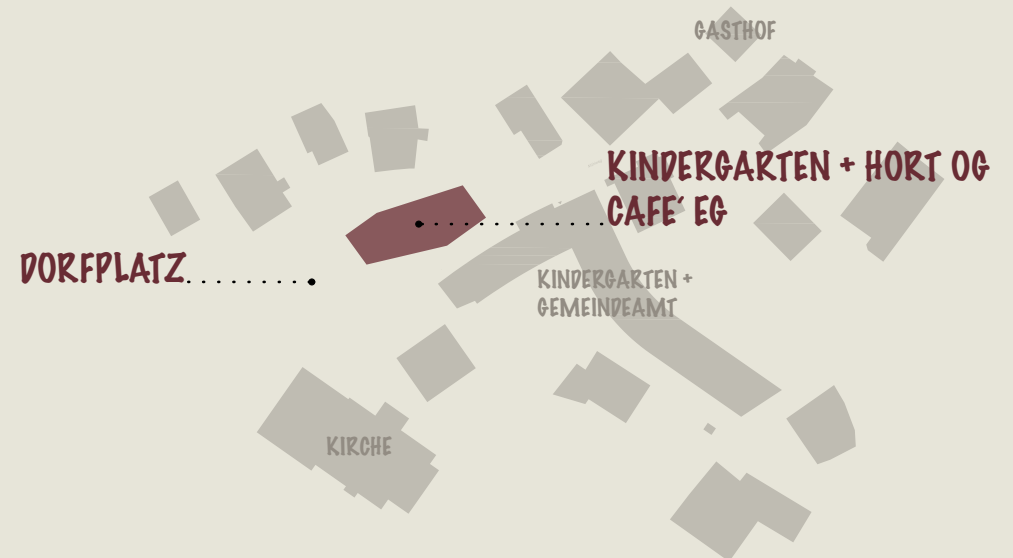 GASTHOF
KINDERGARTEN + HORT OG
CAFE´ EG
DORFPLATZ
KINDERGARTEN +
GEMEINDEAMT
KIRCHE